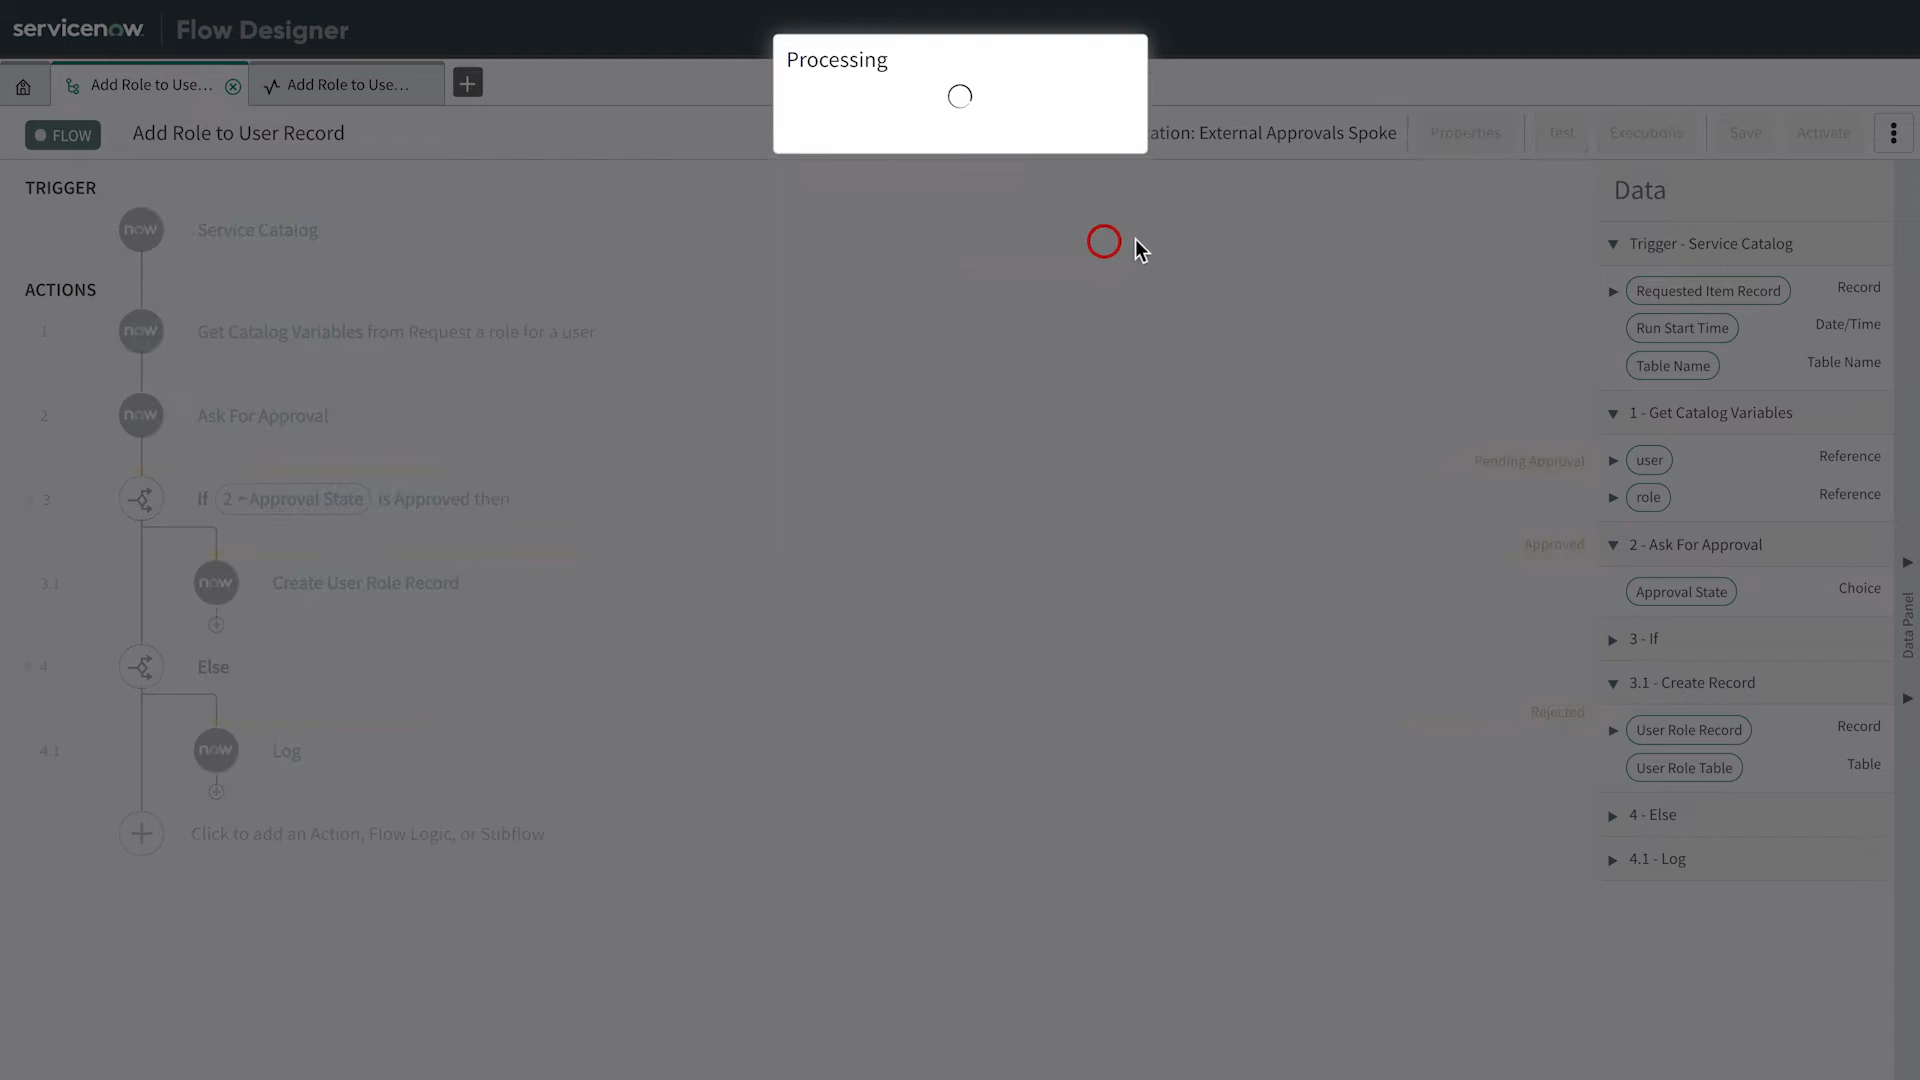 servicenow Flow Designer
Processing
Add Role to Use... Add Role to Use...
FLOW Add Role to User Record
ation: External Approvals Spoke Properties Test Executions Save Activate
TRIGGER
Service Catalog
ACTIONS
1 now Get Catalog Variables from Request a role for a user
2 now Ask For Approval
Pending Approval
3 If 2 - Approval State is Approved then
Approved
3.1 now Create User Role Record
4 Else
Rejected
4.1 now Log
Click to add an Action, Flow Logic, or Subflow
Data
Trigger - Service Catalog
Requested Item Record Record
Run Start Time Date/Time
Table Name Table Name
1 - Get Catalog Variables
user Reference
role Reference
2 - Ask For Approval
Approval State Choice
3 - If
3.1 - Create Record
User Role Record Record
User Role Table Table
4 - Else
4.1 - Log
Data Panel